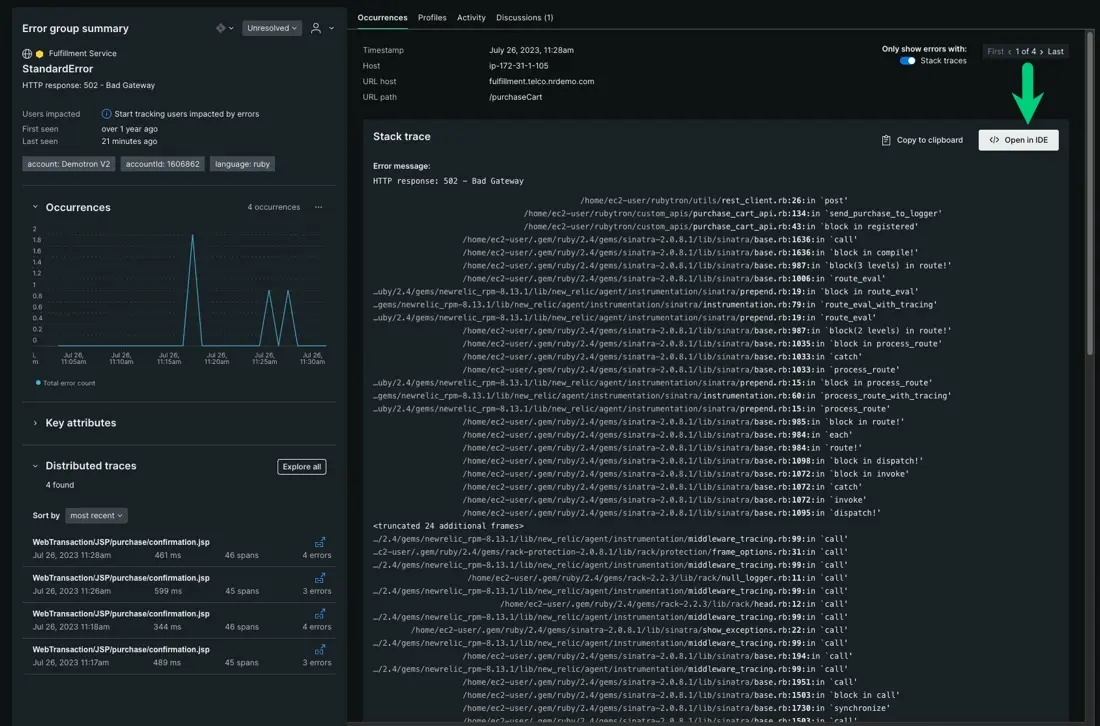 Error group summary
Unresolved
Fulfillment Service
StandardError
HTTP response: 502 - Bad Gateway
Users impacted
Start tracking users impacted by errors
First seen
over 1 year ago
Last seen
21 minutes ago
account: Demotron V2
accountId: 1606862
language: ruby
Occurrences
4 occurrences
...
2
1.8
1.6
1.4
1.2
1
0.8
0.6
0.4
0.2
0
Jul 26,
11:05am
Jul 26,
11:10am
Jul 26,
11:15am
Jul 26,
11:20am
Jul 26,
11:25am
Jul 26,
11:30am
Total error count
Key attributes
Distributed traces
Explore all
4 found
Sort by
most recent
WebTransaction/JSP/purchase/confirmation.jsp
Jul 26, 2023 11:28am 461 ms 46 spans 4 errors
WebTransaction/JSP/purchase/confirmation.jsp
Jul 26, 2023 11:26am 599 ms 45 spans 3 errors
WebTransaction/JSP/purchase/confirmation.jsp
Jul 26, 2023 11:18am 344 ms 46 spans 4 errors
WebTransaction/JSP/purchase/confirmation.jsp
Jul 26, 2023 11:17am 489 ms 45 spans 3 errors
Occurrences Profiles Activity Discussions (1)
Timestamp July 26, 2023, 11:28am
Host ip-172-31-1-105
URL host fulfillment.telco.nrdemo.com
URL path /purchaseCart
Only show errors with:
Stack traces
First ‹ 1 of 4 › Last
Stack trace
Copy to clipboard
</> Open in IDE
Error message:
HTTP response: 502 - Bad Gateway
/home/ec2-user/rubytron/utils/rest_client.rb:26:in `post'
/home/ec2-user/rubytron/custom_apis/purchase_cart_api.rb:134:in `send_purchase_to_logger'
/home/ec2-user/rubytron/custom_apis/purchase_cart_api.rb:43:in `block in registered'
/home/ec2-user/.gem/ruby/2.4/gems/sinatra-2.0.8.1/lib/sinatra/base.rb:1636:in `call'
/home/ec2-user/.gem/ruby/2.4/gems/sinatra-2.0.8.1/lib/sinatra/base.rb:1636:in `block in compile!'
/home/ec2-user/.gem/ruby/2.4/gems/sinatra-2.0.8.1/lib/sinatra/base.rb:987:in `block(3 levels) in route!'
/home/ec2-user/.gem/ruby/2.4/gems/sinatra-2.0.8.1/lib/sinatra/base.rb:1006:in `route_eval'
…uby/2.4/gems/newrelic_rpm-8.13.1/lib/new_relic/agent/instrumentation/sinatra/prepend.rb:19:in `block in route_eval'
…gems/newrelic_rpm-8.13.1/lib/new_relic/agent/instrumentation/sinatra/instrumentation.rb:79:in `route_eval_with_tracing'
…uby/2.4/gems/newrelic_rpm-8.13.1/lib/new_relic/agent/instrumentation/sinatra/prepend.rb:19:in `route_eval'
/home/ec2-user/.gem/ruby/2.4/gems/sinatra-2.0.8.1/lib/sinatra/base.rb:987:in `block(2 levels) in route!'
/home/ec2-user/.gem/ruby/2.4/gems/sinatra-2.0.8.1/lib/sinatra/base.rb:1035:in `block in process_route'
/home/ec2-user/.gem/ruby/2.4/gems/sinatra-2.0.8.1/lib/sinatra/base.rb:1033:in `catch'
/home/ec2-user/.gem/ruby/2.4/gems/sinatra-2.0.8.1/lib/sinatra/base.rb:1033:in `process_route'
…uby/2.4/gems/newrelic_rpm-8.13.1/lib/new_relic/agent/instrumentation/sinatra/prepend.rb:15:in `block in process_route'
…gems/newrelic_rpm-8.13.1/lib/new_relic/agent/instrumentation/sinatra/instrumentation.rb:60:in `process_route_with_tracing'
…uby/2.4/gems/newrelic_rpm-8.13.1/lib/new_relic/agent/instrumentation/sinatra/prepend.rb:15:in `process_route'
/home/ec2-user/.gem/ruby/2.4/gems/sinatra-2.0.8.1/lib/sinatra/base.rb:985:in `block in route!'
/home/ec2-user/.gem/ruby/2.4/gems/sinatra-2.0.8.1/lib/sinatra/base.rb:984:in `each'
/home/ec2-user/.gem/ruby/2.4/gems/sinatra-2.0.8.1/lib/sinatra/base.rb:984:in `route!'
/home/ec2-user/.gem/ruby/2.4/gems/sinatra-2.0.8.1/lib/sinatra/base.rb:1098:in `block in dispatch!'
/home/ec2-user/.gem/ruby/2.4/gems/sinatra-2.0.8.1/lib/sinatra/base.rb:1072:in `block in invoke'
/home/ec2-user/.gem/ruby/2.4/gems/sinatra-2.0.8.1/lib/sinatra/base.rb:1072:in `catch'
/home/ec2-user/.gem/ruby/2.4/gems/sinatra-2.0.8.1/lib/sinatra/base.rb:1072:in `invoke'
/home/ec2-user/.gem/ruby/2.4/gems/sinatra-2.0.8.1/lib/sinatra/base.rb:1095:in `dispatch!'
<truncated 24 additional frames>
…/2.4/gems/newrelic_rpm-8.13.1/lib/new_relic/agent/instrumentation/middleware_tracing.rb:99:in `call'
…c2-user/.gem/ruby/2.4/gems/rack-protection-2.0.8.1/lib/rack/protection/frame_options.rb:31:in `call'
…/2.4/gems/newrelic_rpm-8.13.1/lib/new_relic/agent/instrumentation/middleware_tracing.rb:99:in `call'
/home/ec2-user/.gem/ruby/2.4/gems/rack-2.2.3/lib/rack/null_logger.rb:11:in `call'
…/2.4/gems/newrelic_rpm-8.13.1/lib/new_relic/agent/instrumentation/middleware_tracing.rb:99:in `call'
/home/ec2-user/.gem/ruby/2.4/gems/rack-2.2.3/lib/rack/head.rb:12:in `call'
…/2.4/gems/newrelic_rpm-8.13.1/lib/new_relic/agent/instrumentation/middleware_tracing.rb:99:in `call'
/home/ec2-user/.gem/ruby/2.4/gems/sinatra-2.0.8.1/lib/sinatra/show_exceptions.rb:22:in `call'
…/2.4/gems/newrelic_rpm-8.13.1/lib/new_relic/agent/instrumentation/middleware_tracing.rb:99:in `call'
/home/ec2-user/.gem/ruby/2.4/gems/sinatra-2.0.8.1/lib/sinatra/base.rb:194:in `call'
…/2.4/gems/newrelic_rpm-8.13.1/lib/new_relic/agent/instrumentation/middleware_tracing.rb:99:in `call'
/home/ec2-user/.gem/ruby/2.4/gems/sinatra-2.0.8.1/lib/sinatra/base.rb:1951:in `call'
/home/ec2-user/.gem/ruby/2.4/gems/sinatra-2.0.8.1/lib/sinatra/base.rb:1503:in `block in call'
/home/ec2-user/.gem/ruby/2.4/gems/sinatra-2.0.8.1/lib/sinatra/base.rb:1730:in `synchronize'
/home/ec2-user/.gem/ruby/2.4/gems/sinatra-2.0.8.1/lib/sinatra/base.rb:1503:in `call'